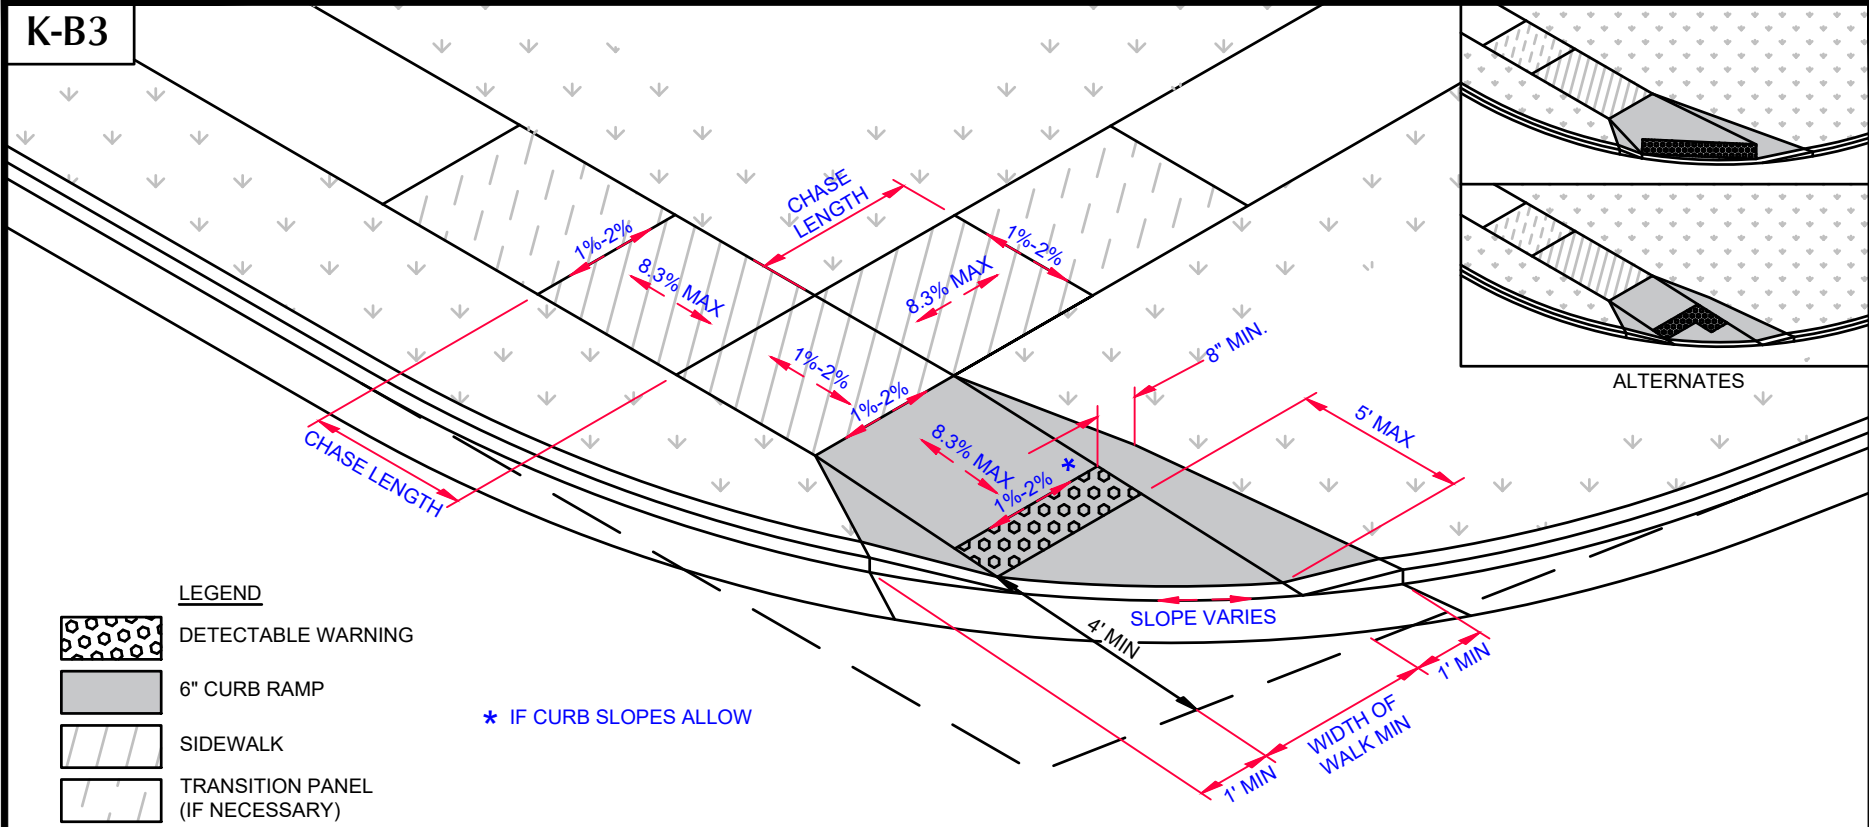 K-B3
CHASE
LENGTH
1%-2%
8.3% MAX
8.3% MAX
1%-2%
1%-2%
1%-2%
8" MIN.
ALTERNATES
5' MAX
8.3% MAX
1%-2% *
CHASE LENGTH
SLOPE VARIES
4' MIN
1' MIN
WIDTH OF
WALK MIN
1' MIN
LEGEND
DETECTABLE WARNING
6" CURB RAMP
SIDEWALK
TRANSITION PANEL
(IF NECESSARY)
* IF CURB SLOPES ALLOW